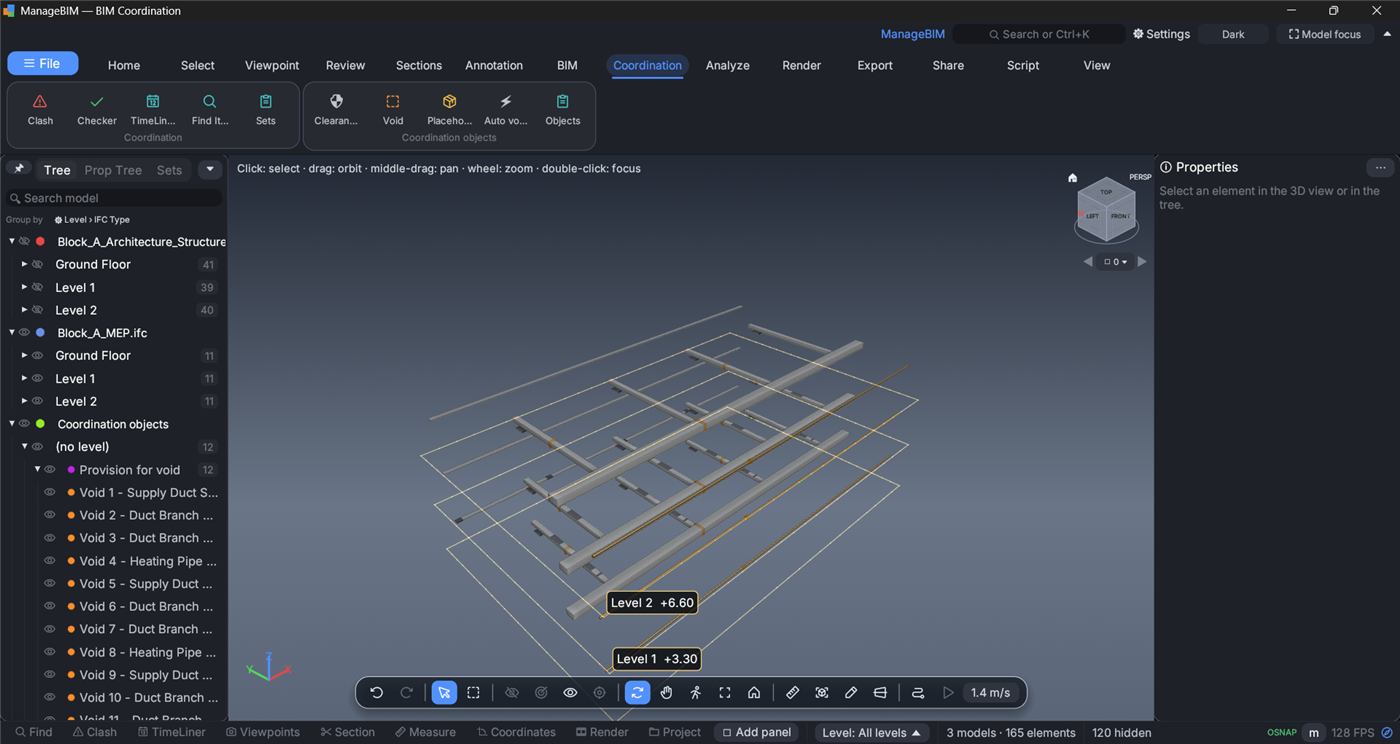 ManageBIM — BIM Coordination
ManageBIM
Search or Ctrl+K
Settings
Dark
Model focus
File
Home
Select
Viewpoint
Review
Sections
Annotation
BIM
Coordination
Analyze
Render
Export
Share
Script
View
Clash
Checker
TimeLin...
Find It...
Sets
Coordination
Clearan...
Void
Placeho...
Auto vo...
Objects
Coordination objects
Tree
Prop Tree
Sets
Search model
Group by
Level › IFC Type
Block_A_Architecture_Structure
Ground Floor 41
Level 1 39
Level 2 40
Block_A_MEP.ifc
Ground Floor 11
Level 1 11
Level 2 11
Coordination objects
(no level) 12
Provision for void 12
Void 1 - Supply Duct S...
Void 2 - Duct Branch ...
Void 3 - Duct Branch ...
Void 4 - Heating Pipe ...
Void 5 - Supply Duct ...
Void 6 - Duct Branch ...
Void 7 - Duct Branch ...
Void 8 - Heating Pipe ...
Void 9 - Supply Duct ...
Void 10 - Duct Branch ...
Void 11 - Duct Branch
Click: select · drag: orbit · middle-drag: pan · wheel: zoom · double-click: focus
PERSP
TOP
LEFT
FRONT
0
Level 2 +6.60
Level 1 +3.30
1.4 m/s
Properties
Select an element in the 3D view or in the
tree.
Find
Clash
TimeLiner
Viewpoints
Section
Measure
Coordinates
Render
Project
Add panel
Level: All levels
3 models · 165 elements
120 hidden
OSNAP
m
128 FPS